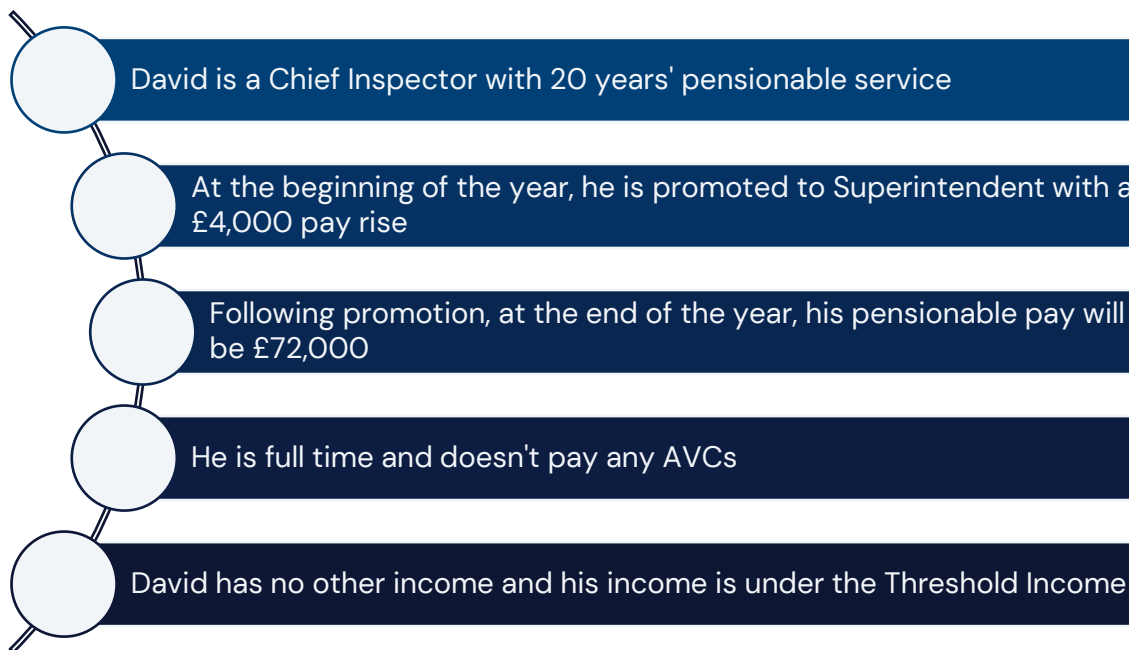 David is a Chief Inspector with 20 years' pensionable service
At the beginning of the year, he is promoted to Superintendent with a
£4,000 pay rise
Following promotion, at the end of the year, his pensionable pay will
be £72,000
He is full time and doesn't pay any AVCs
David has no other income and his income is under the Threshold Income